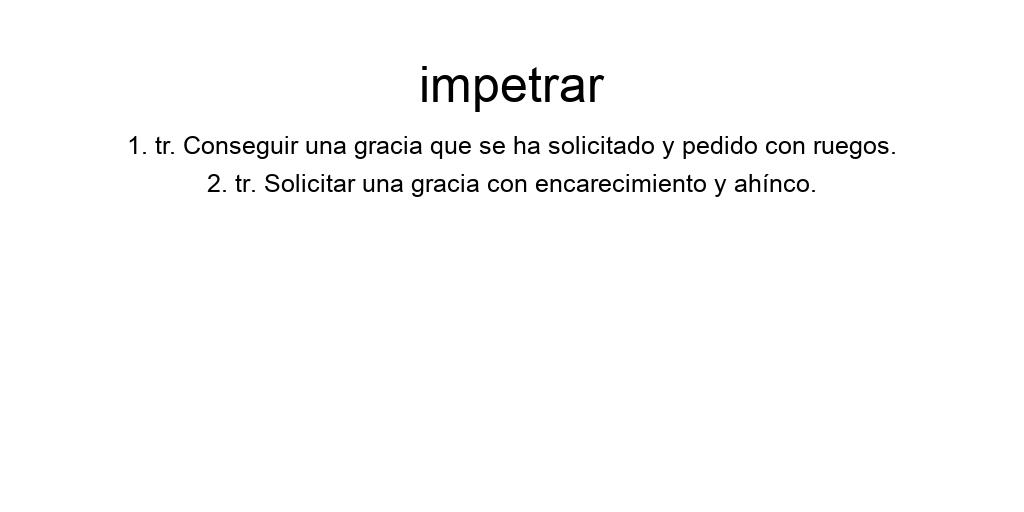 impetrar
1. tr. Conseguir una gracia que se ha solicitado y pedido con ruegos.
2. tr. Solicitar una gracia con encarecimiento y ahínco.